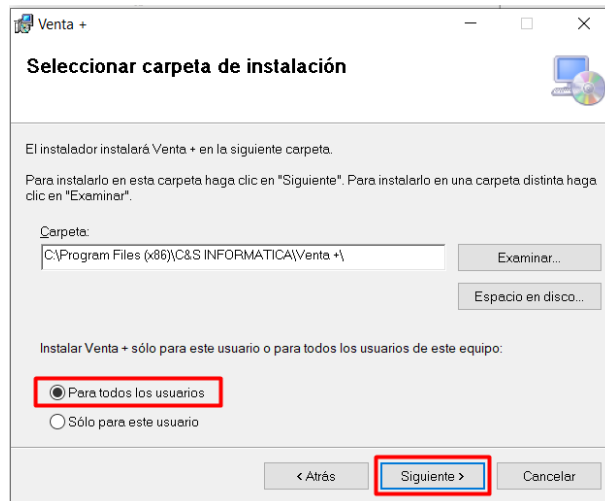 Venta +
Seleccionar carpeta de instalación
El instalador instalará Venta + en la siguiente carpeta.
Para instalarlo en esta carpeta haga clic en "Siguiente". Para instalarlo en una carpeta distinta haga
clic en "Examinar".
Carpeta:
C:\Program Files (x86)\C&S INFORMATICA\Venta +\
Examinar...
Espacio en disco...
Instalar Venta + sólo para este usuario o para todos los usuarios de este equipo:
Para todos los usuarios
Sólo para este usuario
< Atrás
Siguiente >
Cancelar